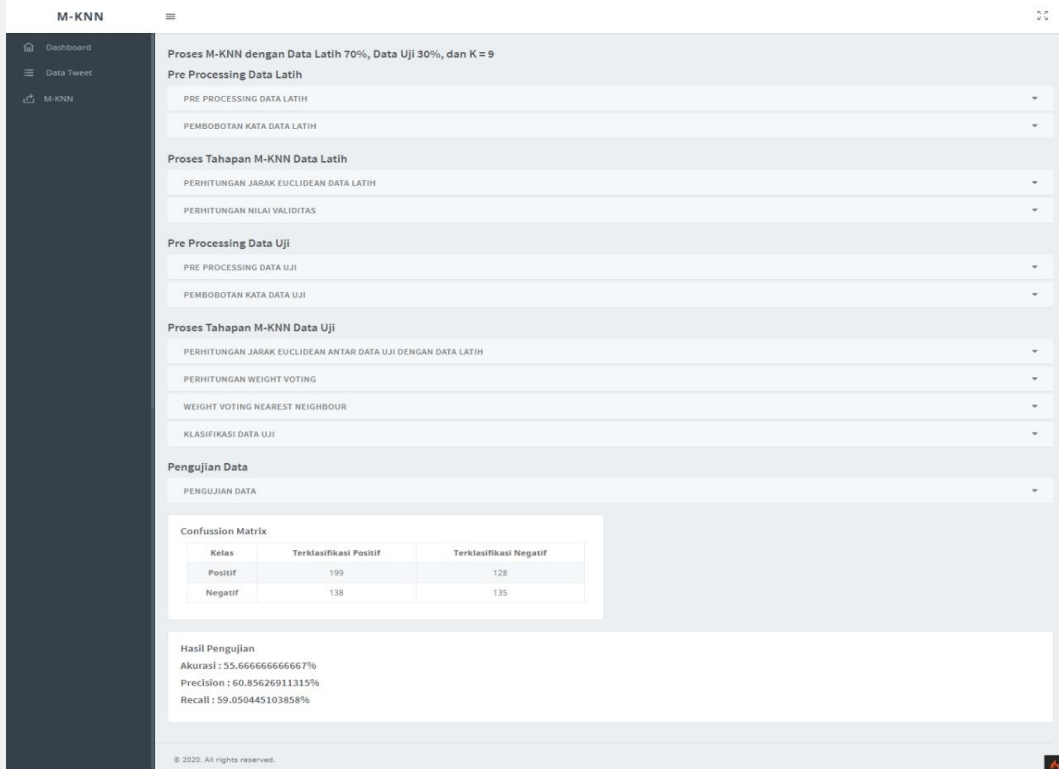 M-KNN
Dashboard
Data Tweet
M-KNN
Proses M-KNN dengan Data Latih 70%, Data Uji 30%, dan K = 9
Pre Processing Data Latih
PRE PROCESSING DATA LATIH
PEMBOBOTAN KATA DATA LATIH
Proses Tahapan M-KNN Data Latih
PERHITUNGAN JARAK EUCLIDEAN DATA LATIH
PERHITUNGAN NILAI VALIDITAS
Pre Processing Data Uji
PRE PROCESSING DATA UJI
PEMBOBOTAN KATA DATA UJI
Proses Tahapan M-KNN Data Uji
PERHITUNGAN JARAK EUCLIDEAN ANTAR DATA UJI DENGAN DATA LATIH
PERHITUNGAN WEIGHT VOTING
WEIGHT VOTING NEAREST NEIGHBOUR
KLASIFIKASI DATA UJI
Pengujian Data
PENGUJIAN DATA
Confussion Matrix
Kelas Terklasifikasi Positif Terklasifikasi Negatif
Positif 199 128
Negatif 138 135
Hasil Pengujian
Akurasi : 55.666666666667%
Precision : 60.85626911315%
Recall : 59.050445103858%
© 2020. All rights reserved.